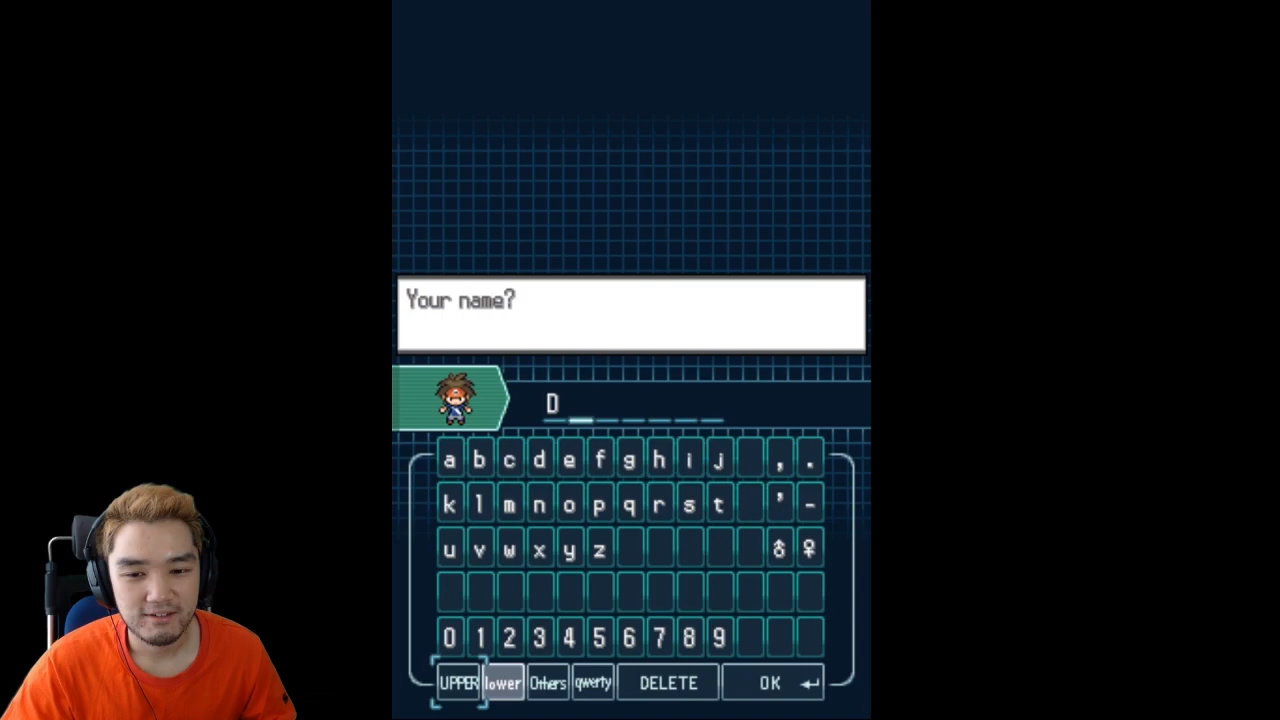 Your name?
D
a b c d e f g h i j , .
k l m n o p q r s t ' -
u v w x y z ♂ ♀
0 1 2 3 4 5 6 7 8 9
UPPER lower Others qwerty DELETE OK ↵